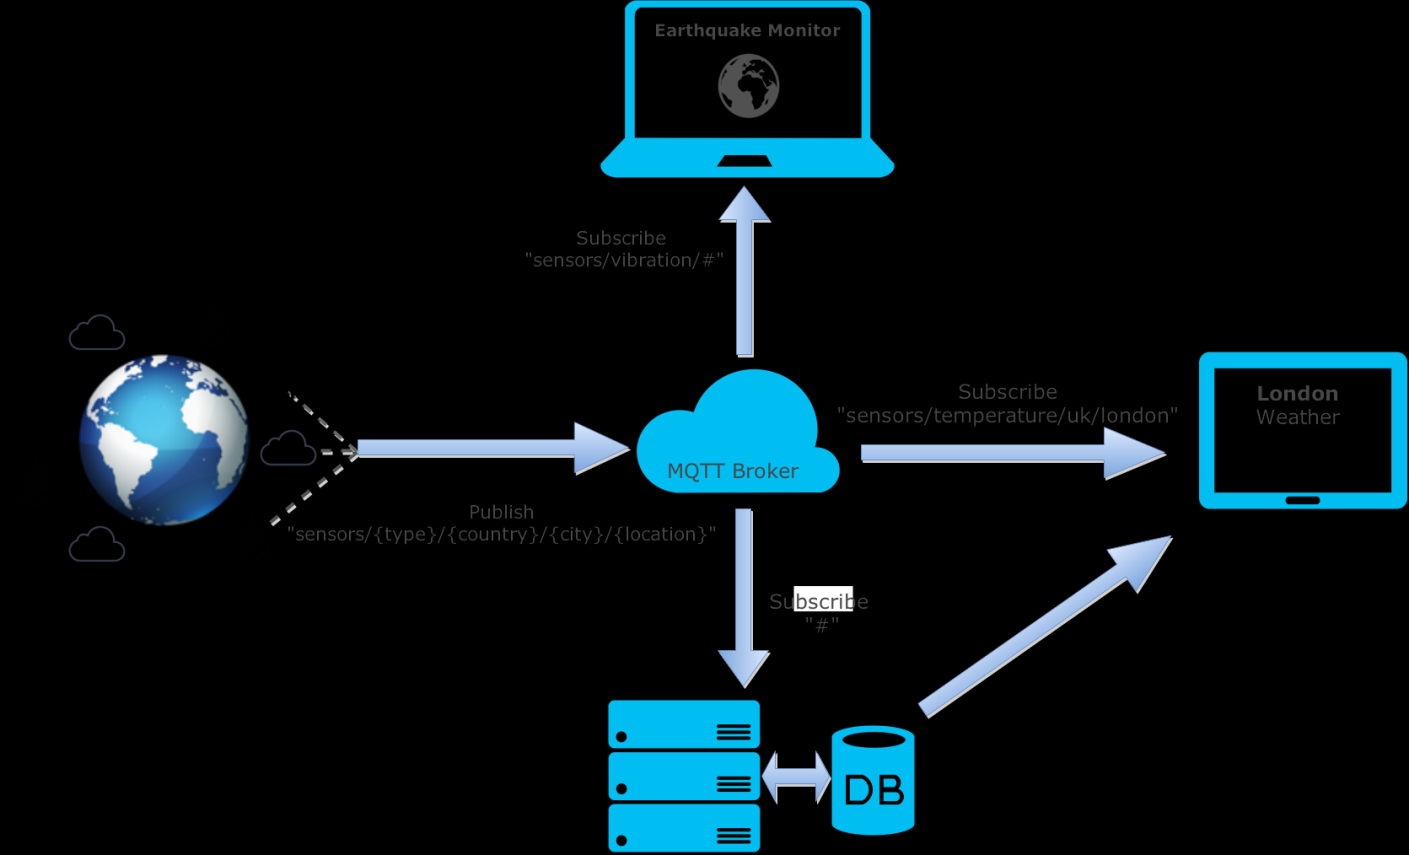 Earthquake Monitor
Subscribe
"sensors/vibration/#"
Subscribe
"sensors/temperature/uk/london"
London
Weather
MQTT Broker
Publish
"sensors/{type}/{country}/{city}/{location}"
Subscribe
"#"
DB